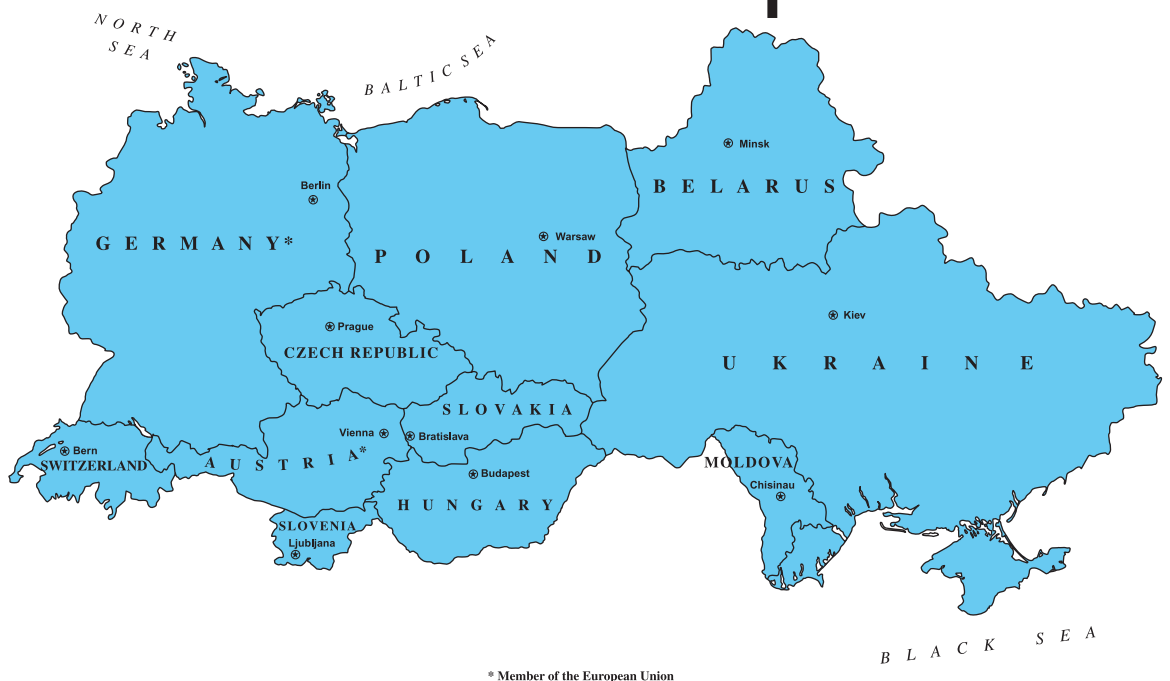 NORTH
SEA
BALTIC SEA
Minsk
BELARUS
Berlin
GERMANY*
Warsaw
POLAND
Kiev
UKRAINE
Prague
CZECH REPUBLIC
SLOVAKIA
Bratislava
Vienna
AUSTRIA*
Bern
SWITZERLAND
Budapest
HUNGARY
MOLDOVA
Chisinau
SLOVENIA
Ljubljana
BLACK SEA
* Member of the European Union